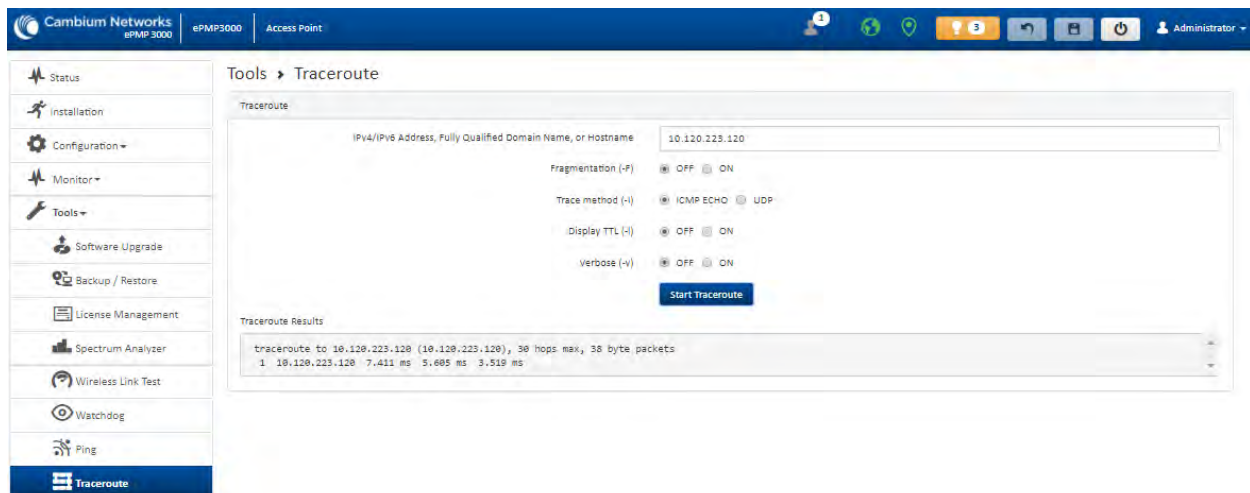 Cambium Networks
ePMP 3000
ePMP3000
Access Point
1
3
Administrator
Status
Installation
Configuration
Monitor
Tools
Software Upgrade
Backup / Restore
License Management
Spectrum Analyzer
Wireless Link Test
Watchdog
Ping
Traceroute
Tools > Traceroute
Traceroute
IPv4/IPv6 Address, Fully Qualified Domain Name, or Hostname 10.120.223.120
Fragmentation (-F) OFF ON
Trace method (-I) ICMP ECHO UDP
Display TTL (-l) OFF ON
Verbose (-v) OFF ON
Start Traceroute
Traceroute Results
traceroute to 10.120.223.120 (10.120.223.120), 30 hops max, 38 byte packets
1 10.120.223.120 7.411 ms 5.605 ms 3.519 ms